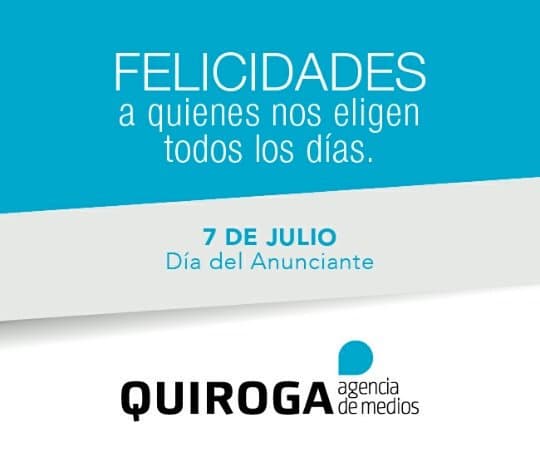 FELICIDADES
a quienes nos eligen
todos los días.
7 DE JULIO
Día del Anunciante
QUIROGA agencia
de medios